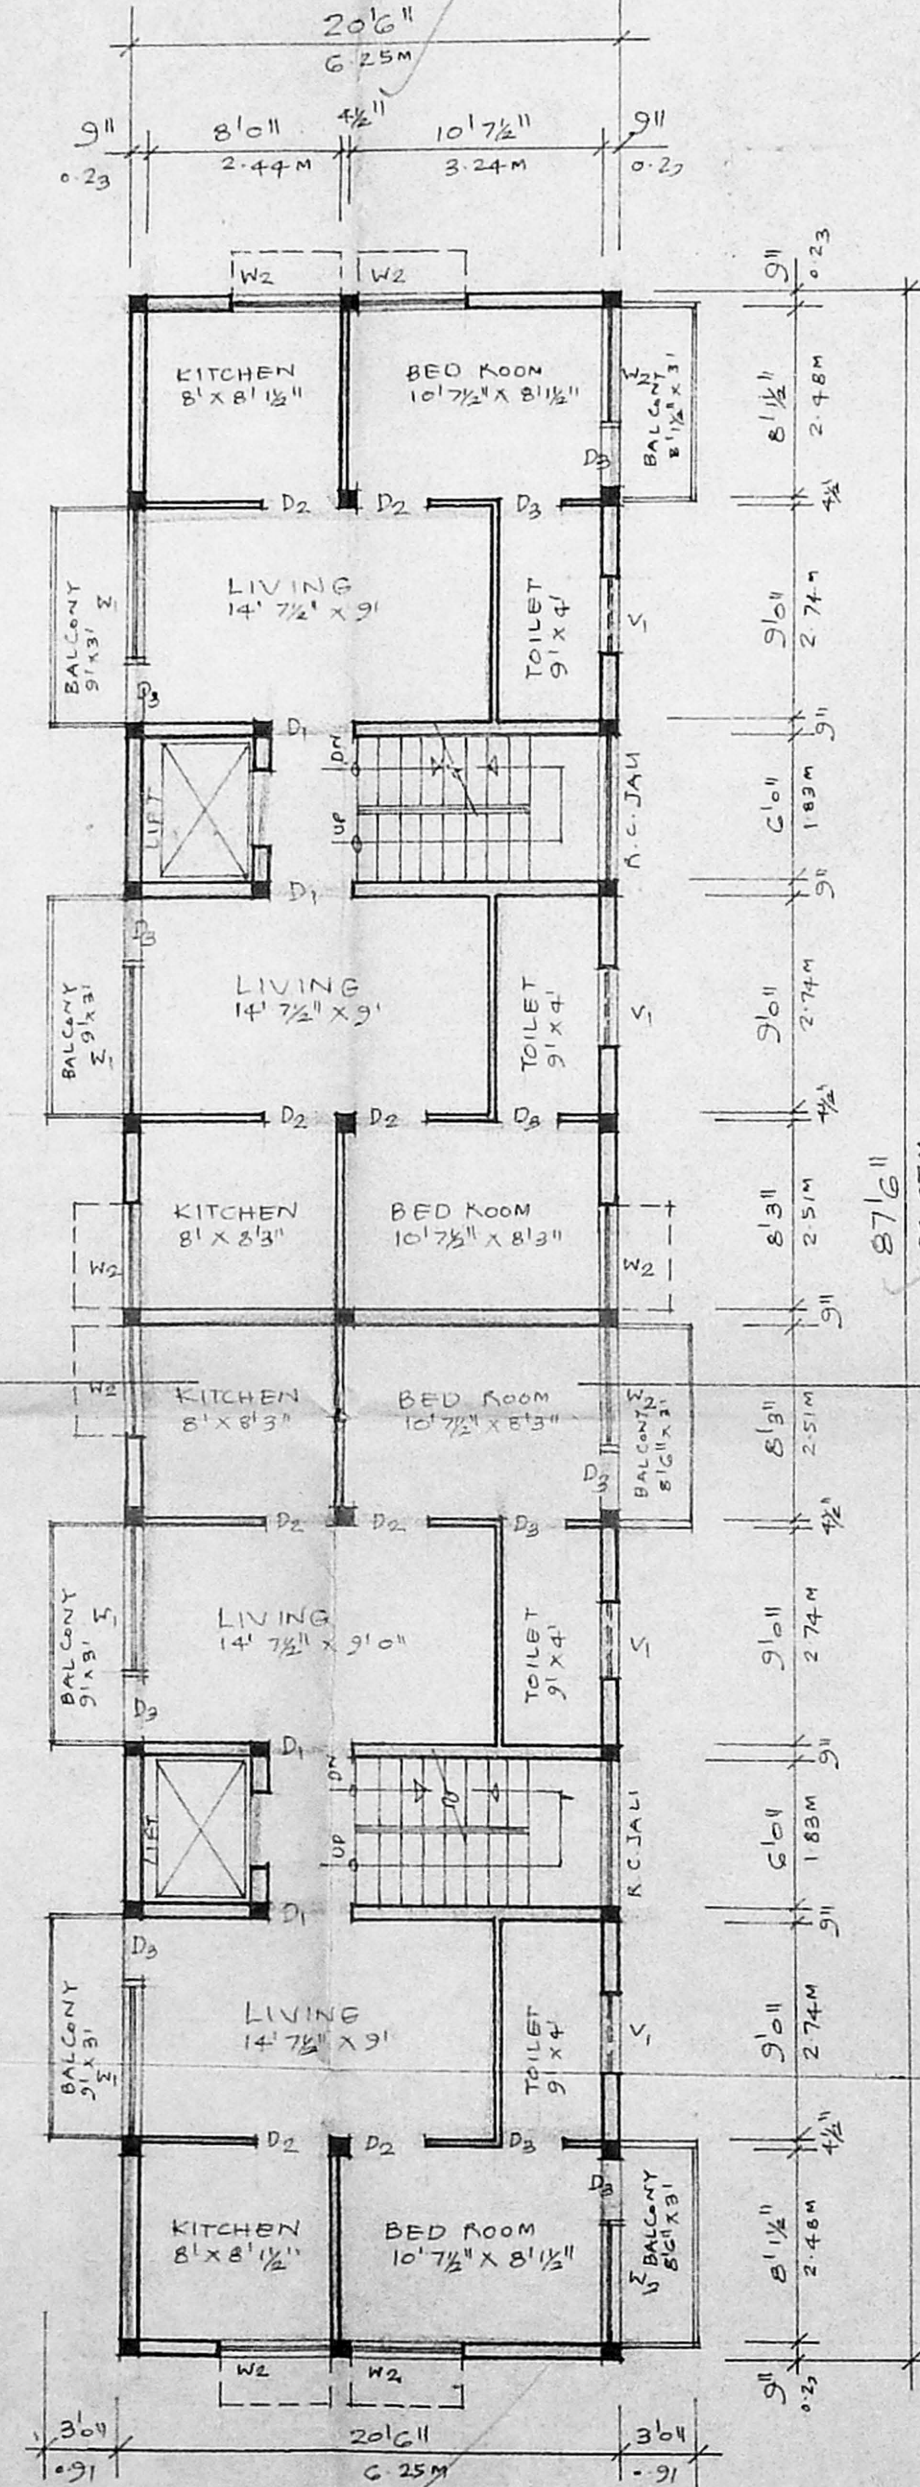 20'6"
6.25M
9"
8'0"
4½"
10'7½"
9"
0.23
2.44M
3.24M
0.23
W2
W2
9"
0.23
KITCHEN
8' X 8'1½"
BED ROOM
10'7½" X 8'1½"
W2
BALCONY
8'1½" X 3'
D3
8'1½"
2.48M
D2
D2
D3
4½"
BALCONY
9' X 3'
LIVING
14' 7½" X 9'
TOILET
9' X 4'
V
9'0"
2.74M
D3
D1
9"
LIFT
DN
UP
R.C. JALI
6'0"
1.83M
D1
9"
D3
BALCONY
9' X 3'
LIVING
14' 7½" X 9'
TOILET
9' X 4'
V
9'0"
2.74M
D2
D2
D3
4½"
KITCHEN
8' X 8'3"
BED ROOM
10'7½" X 8'3"
W2
W2
8'3"
2.51M
87'6"
9"
W2
KITCHEN
8' X 8'3"
BED ROOM
10'7½" X 8'3"
W2
BALCONY
8'6" X 3'
D3
8'3"
2.51M
D2
D2
D3
4½"
BALCONY
9' X 3'
LIVING
14' 7½" X 9'0"
TOILET
9' X 4'
V
9'0"
2.74M
D3
D1
9"
LIFT
DN
UP
R.C. JALI
6'0"
1.83M
D1
9"
D3
BALCONY
9' X 3'
LIVING
14' 7½" X 9'
TOILET
9' X 4'
V
9'0"
2.74M
D2
D2
D3
4½"
KITCHEN
8' X 8'1½"
BED ROOM
10'7½" X 8'1½"
D3
BALCONY
8'6" X 3'
8'1½"
2.48M
W2
W2
9"
0.23
3'0"
20'6"
3'0"
0.91
6.25M
0.91